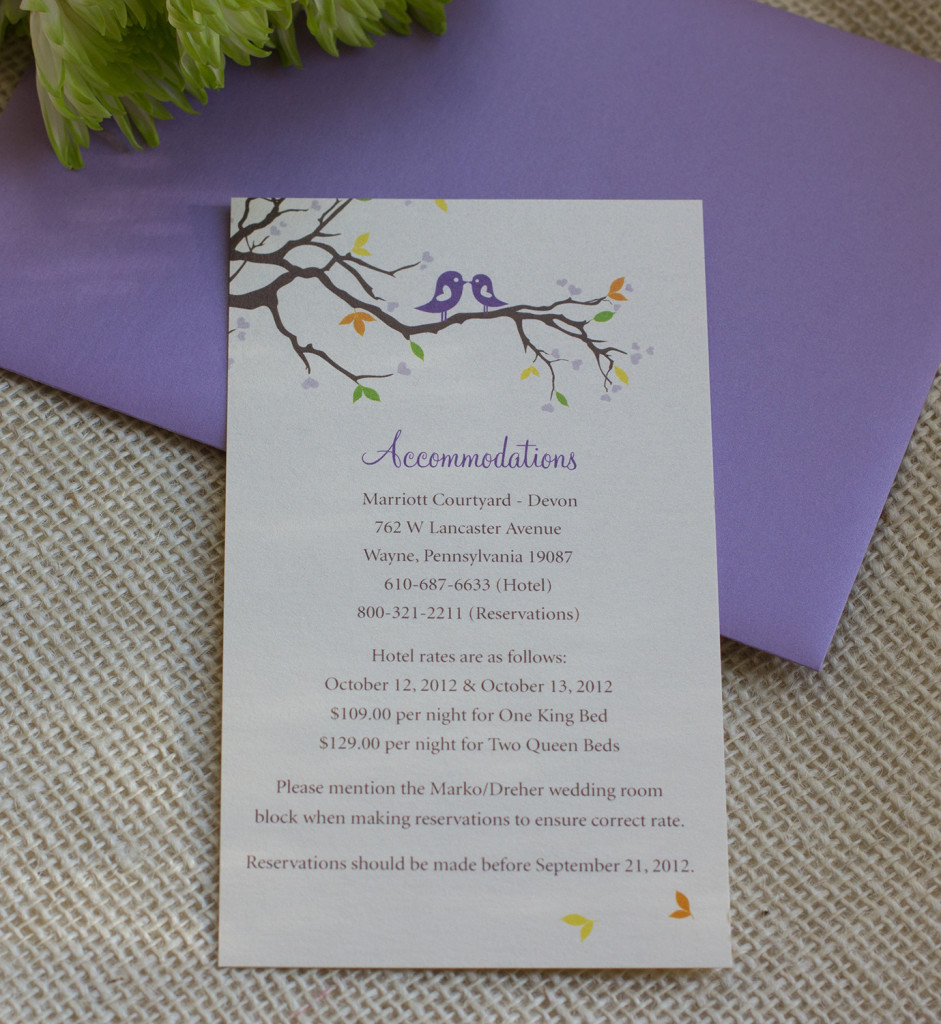 Accommodations
Marriott Courtyard - Devon
762 W Lancaster Avenue
Wayne, Pennsylvania 19087
610-687-6633 (Hotel)
800-321-2211 (Reservations)
Hotel rates are as follows:
October 12, 2012 & October 13, 2012
$109.00 per night for One King Bed
$129.00 per night for Two Queen Beds
Please mention the Marko/Dreher wedding room
block when making reservations to ensure correct rate.
Reservations should be made before September 21, 2012.